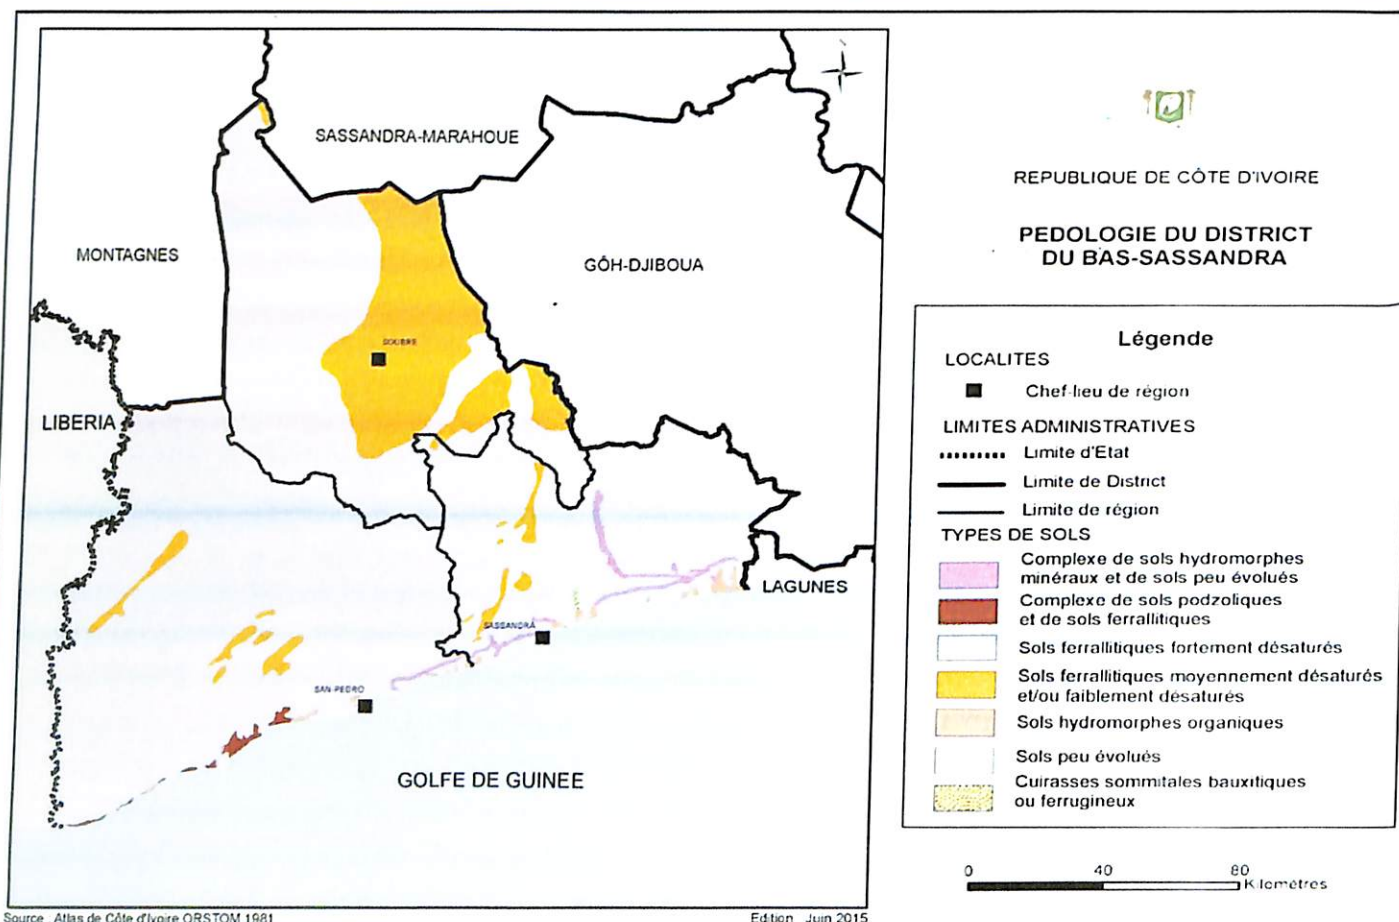 SASSANDRA-MARAHOUE
MONTAGNES
GÔH-DJIBOUA
SOUBRE
LIBERIA
LAGUNES
SASSANDRA
SAN-PEDRO
GOLFE DE GUINEE
REPUBLIQUE DE CÔTE D'IVOIRE
PEDOLOGIE DU DISTRICT
DU BAS-SASSANDRA
Légende
LOCALITES
Chef-lieu de région
LIMITES ADMINISTRATIVES
Limite d'Etat
Limite de District
Limite de région
TYPES DE SOLS
Complexe de sols hydromorphes
minéraux et de sols peu évolués
Complexe de sols podzoliques
et de sols ferrallitiques
Sols ferrallitiques fortement désaturés
Sols ferrallitiques moyennement désaturés
et/ou faiblement désaturés
Sols hydromorphes organiques
Sols peu évolués
Cuirasses sommitales bauxitiques
ou ferrugineux
0 40 80
Kilomètres
Source : Atlas de Côte d'Ivoire ORSTOM 1981
Edition : Juin 2015